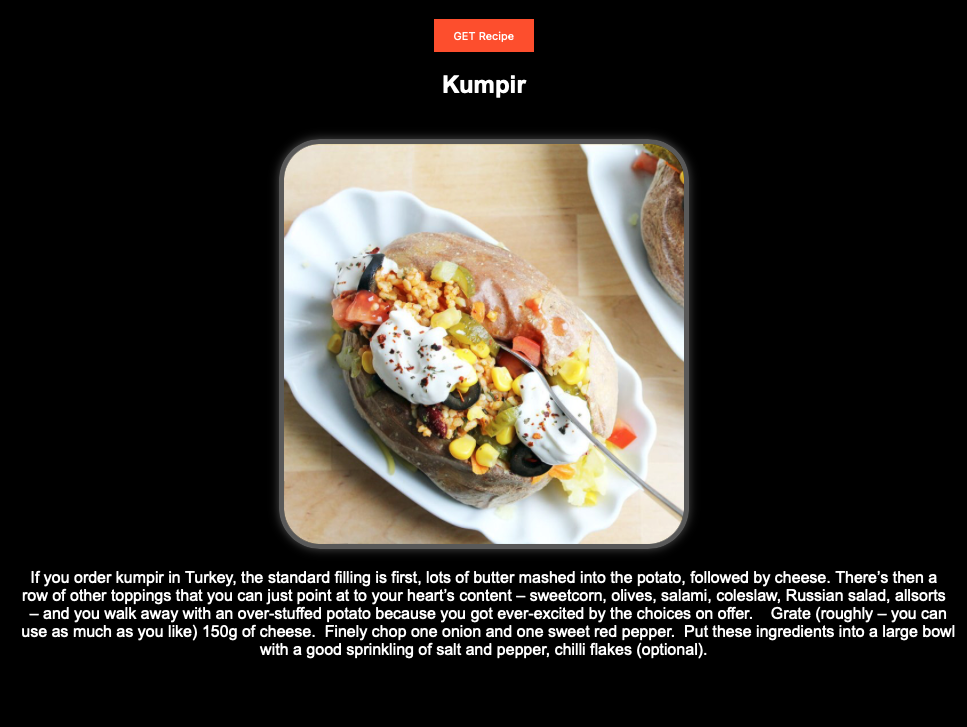 GET Recipe
Kumpir
If you order kumpir in Turkey, the standard filling is first, lots of butter mashed into the potato, followed by cheese. There’s then a
row of other toppings that you can just point at to your heart’s content – sweetcorn, olives, salami, coleslaw, Russian salad, allsorts
– and you walk away with an over-stuffed potato because you got ever-excited by the choices on offer.    Grate (roughly – you can
use as much as you like) 150g of cheese.  Finely chop one onion and one sweet red pepper.  Put these ingredients into a large bowl
with a good sprinkling of salt and pepper, chilli flakes (optional).